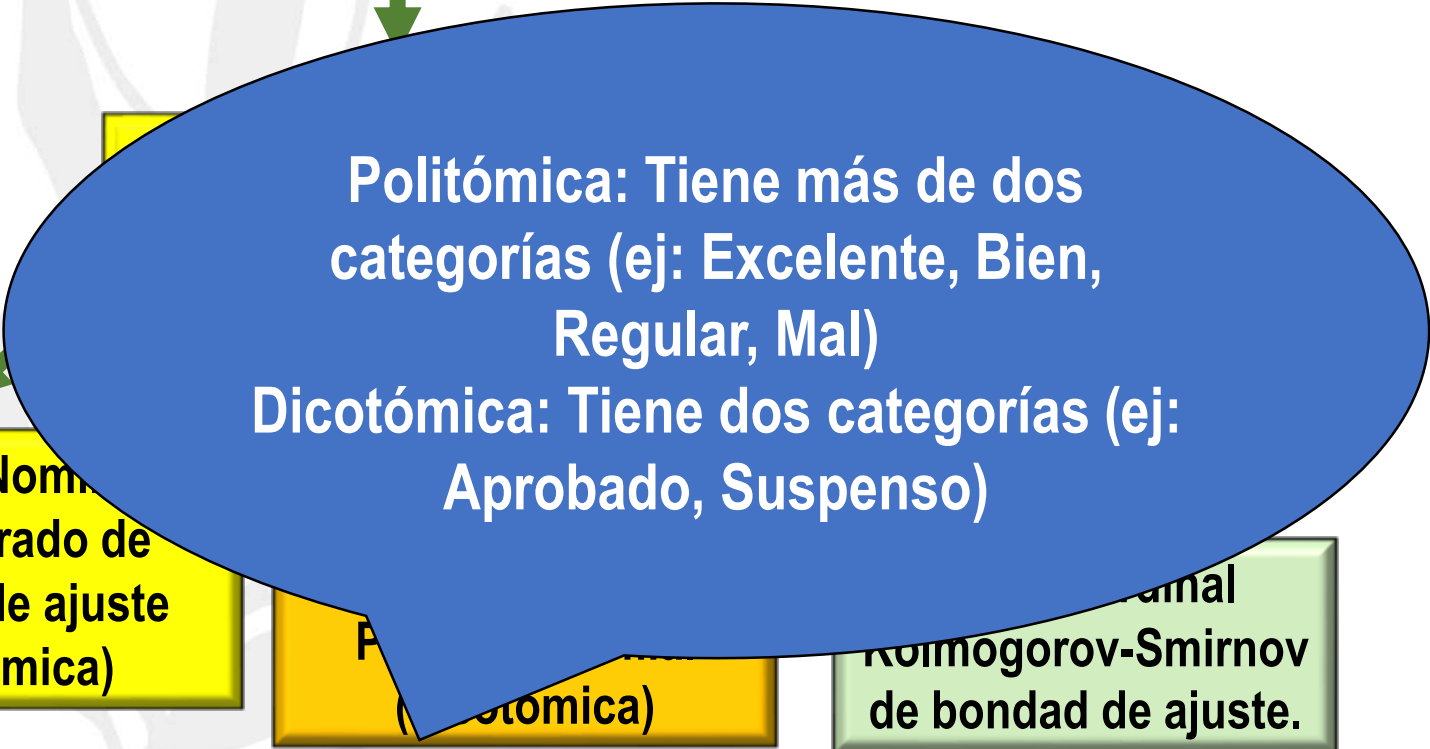 Politómica: Tiene más de dos
categorías (ej: Excelente, Bien,
Regular, Mal)
Dicotómica: Tiene dos categorías (ej:
Aprobado, Suspenso)
rado de
de ajuste
mica)
Kolmogorov-Smirnov
de bondad de ajuste.